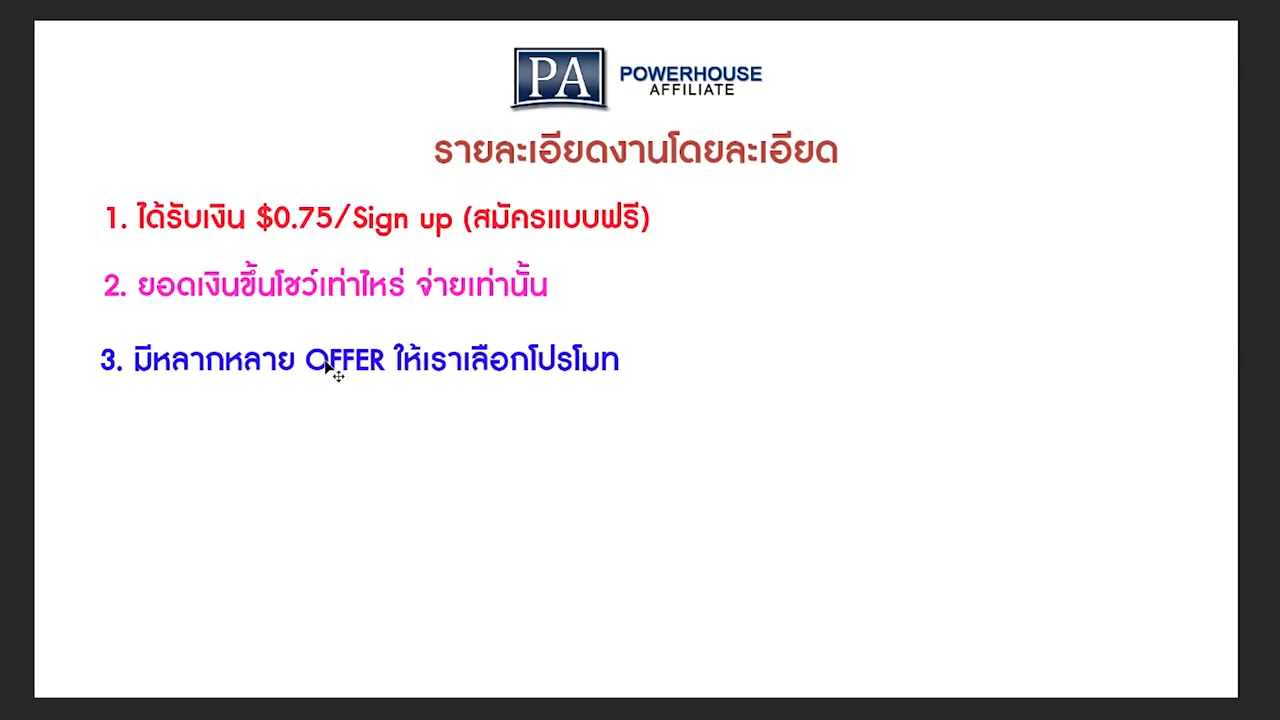 PA POWERHOUSE
AFFILIATE
รายละเอียดงานโดยละเอียด
1. ได้รับเงิน $0.75/Sign up (สมัครแบบฟรี)
2. ยอดเงินขึ้นโชว์เท่าไหร่ จ่ายเท่านั้น
3. มีหลากหลาย OFFER ให้เราเลือกโปรโมท